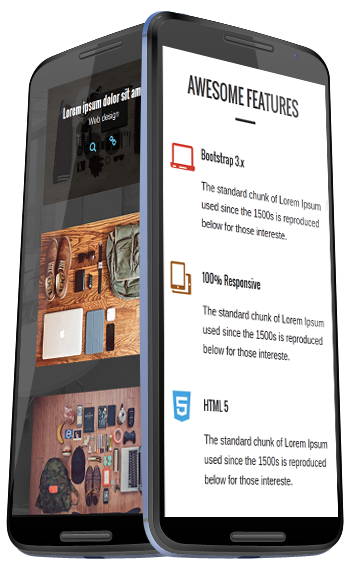 Lorem ipsum dolor sit am
Web design
AWESOME FEATURES
Bootstrap 3.x
The standard chunk of Lorem Ipsum
used since the 1500s is reproduced
below for those intereste.
100% Responsive
The standard chunk of Lorem Ipsum
used since the 1500s is reproduced
below for those intereste.
HTML 5
The standard chunk of Lorem Ipsum
used since the 1500s is reproduced
below for those intereste.